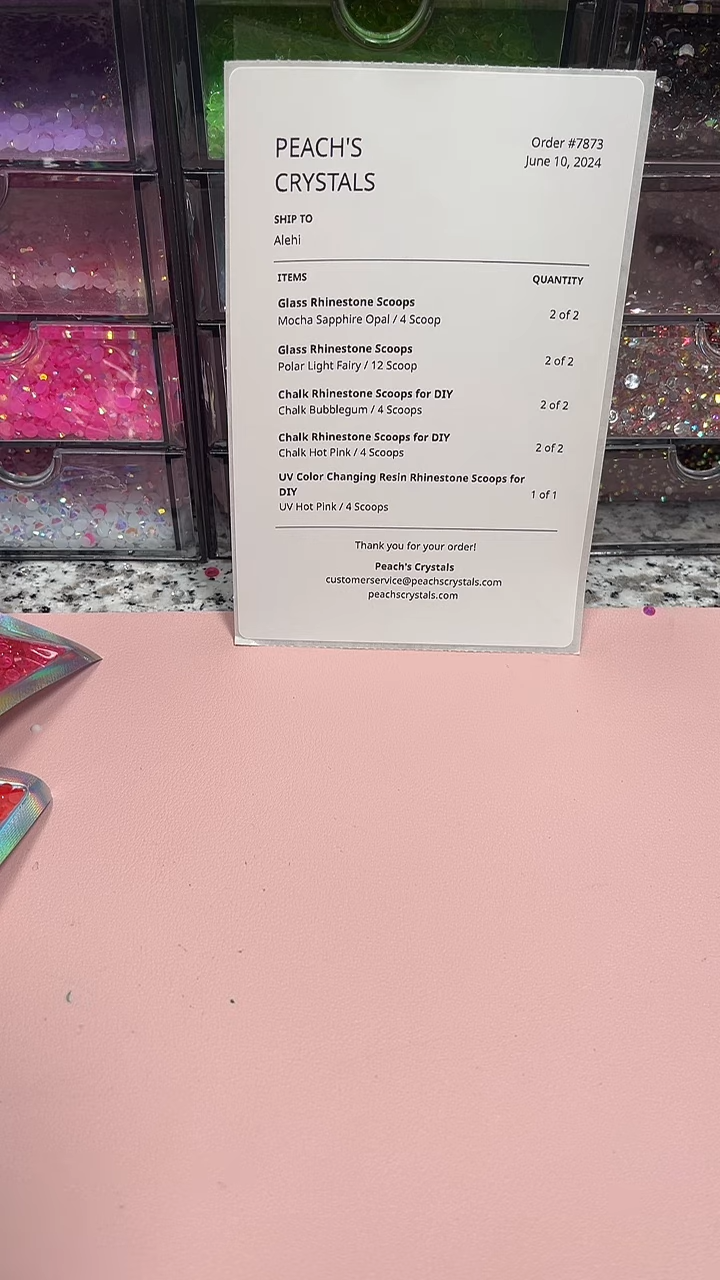 PEACH'S
CRYSTALS
Order #7873
June 10, 2024
SHIP TO
Alehi
ITEMS QUANTITY
Glass Rhinestone Scoops
Mocha Sapphire Opal / 4 Scoop 2 of 2
Glass Rhinestone Scoops
Polar Light Fairy / 12 Scoop 2 of 2
Chalk Rhinestone Scoops for DIY
Chalk Bubblegum / 4 Scoops 2 of 2
Chalk Rhinestone Scoops for DIY
Chalk Hot Pink / 4 Scoops 2 of 2
UV Color Changing Resin Rhinestone Scoops for
DIY 1 of 1
UV Hot Pink / 4 Scoops
Thank you for your order!
Peach's Crystals
customerservice@peachscrystals.com
peachscrystals.com